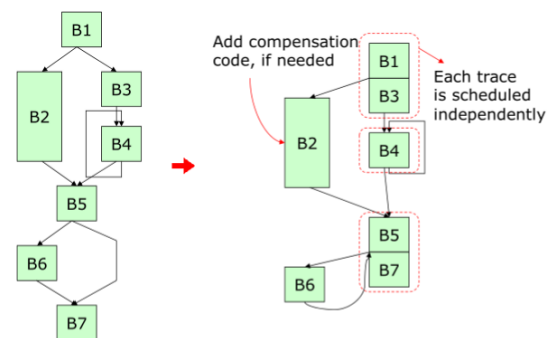 B1
B3
B2
B4
B5
B6
B7
Add compensation
code, if needed
B1
B3
Each trace
is scheduled
independently
B2
B4
B5
B7
B6